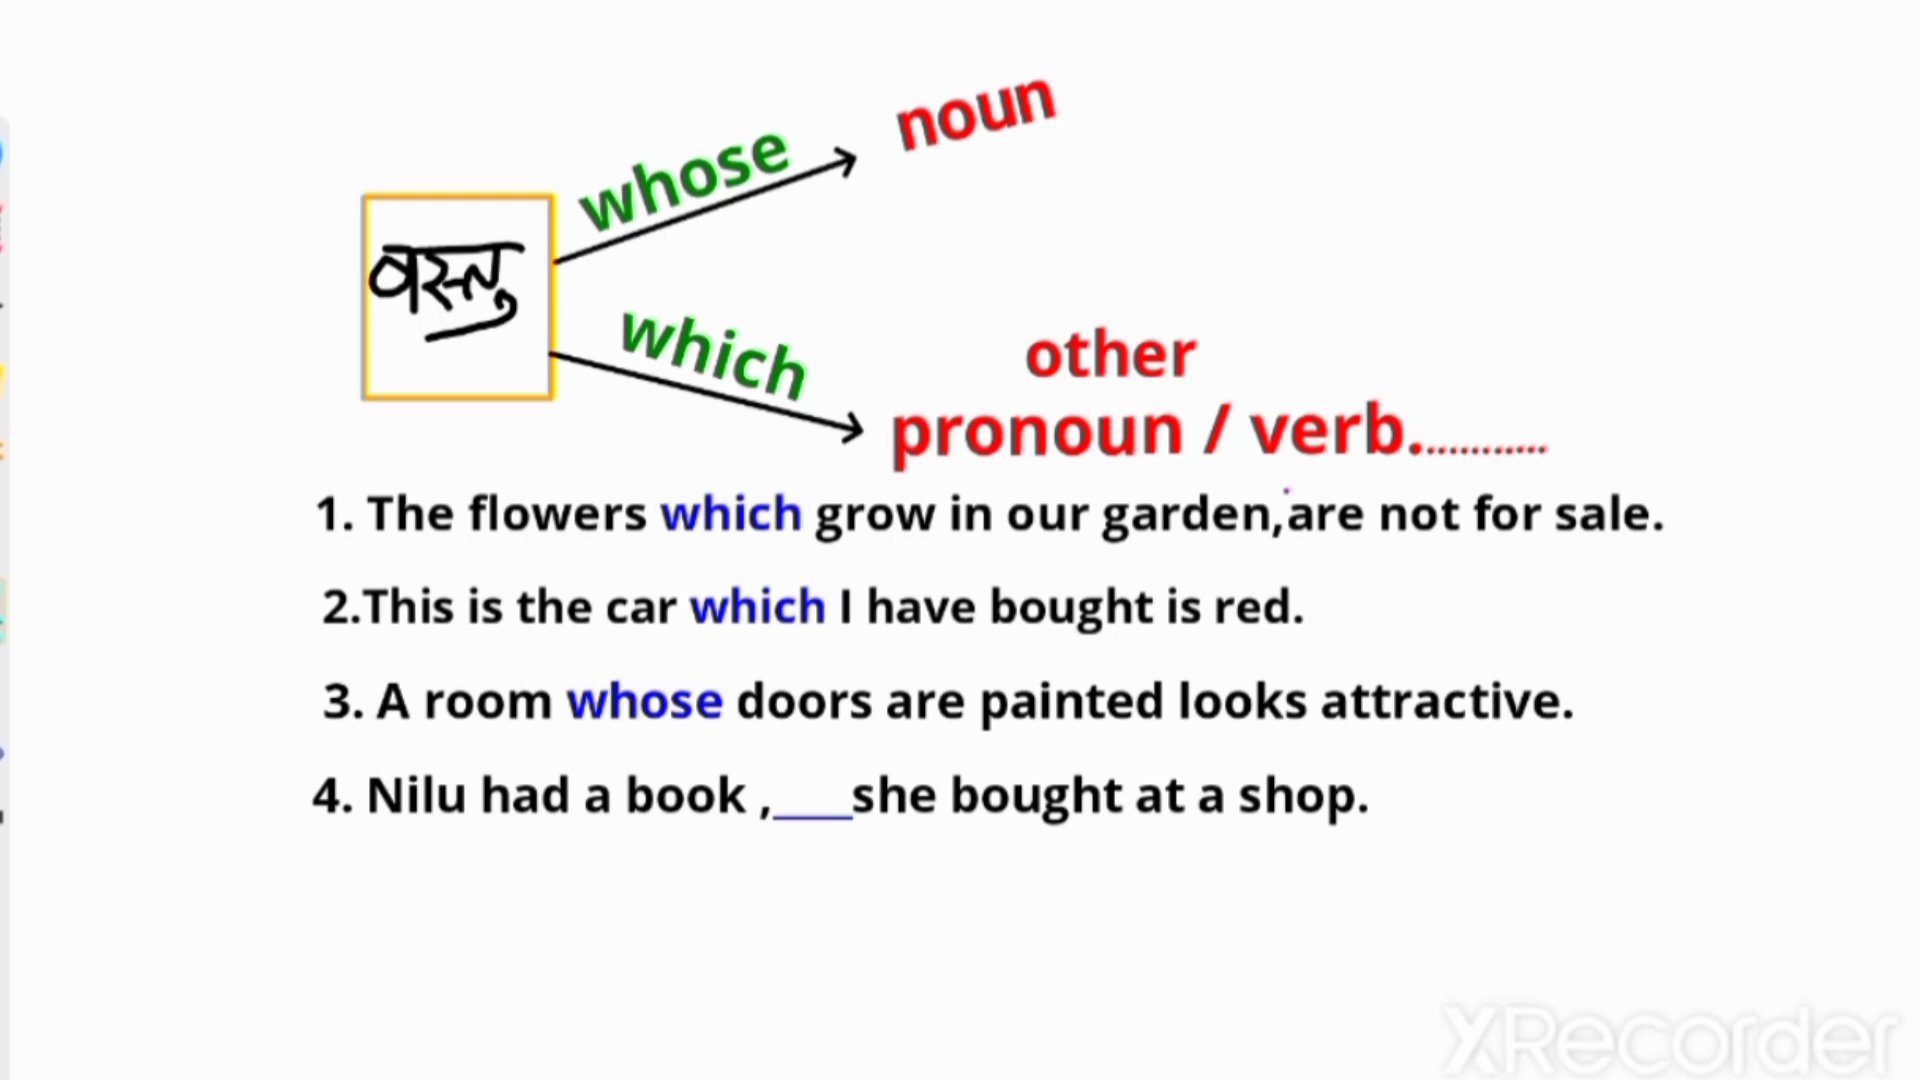 noun
whose
वस्तु
which
other
pronoun / verb............
1. The flowers which grow in our garden,are not for sale.
2.This is the car which I have bought is red.
3. A room whose doors are painted looks attractive.
4. Nilu had a book ,____she bought at a shop.
XRecorder